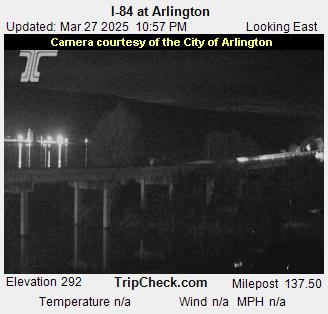 I-84 at Arlington
Updated: Mar 27 2025 10:57 PM Looking East
Camera courtesy of the City of Arlington
Elevation 292 TripCheck.com Milepost 137.50
Temperature n/a Wind n/a MPH n/a